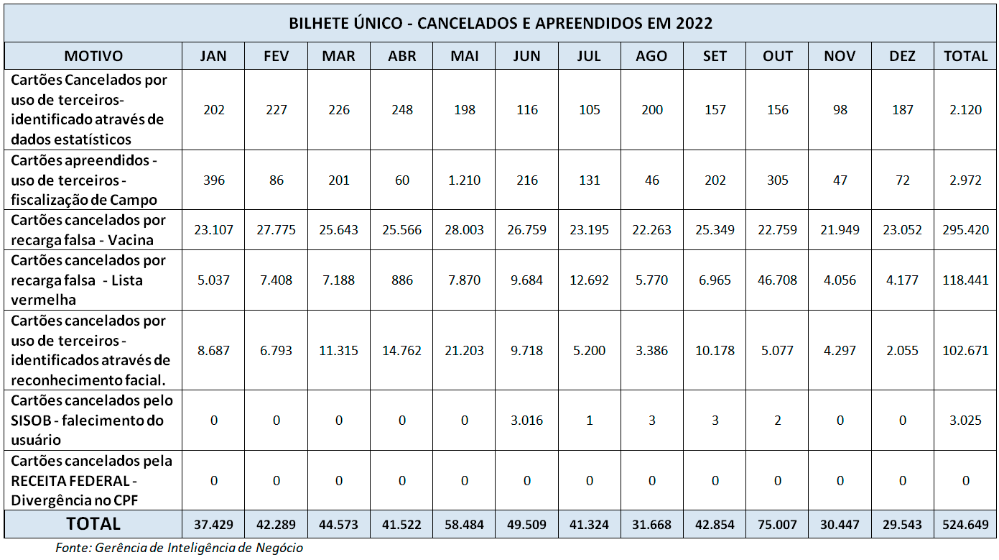 BILHETE ÚNICO - CANCELADOS E APREENDIDOS EM 2022
MOTIVO JAN FEV MAR ABR MAI JUN JUL AGO SET OUT NOV DEZ TOTAL
Cartões Cancelados por
uso de terceiros-
identificado através de
dados estatísticos
202 227 226 248 198 116 105 200 157 156 98 187 2.120
Cartões apreendidos -
uso de terceiros -
fiscalização de Campo
396 86 201 60 1.210 216 131 46 202 305 47 72 2.972
Cartões cancelados por
recarga falsa - Vacina
23.107 27.775 25.643 25.566 28.003 26.759 23.195 22.263 25.349 22.759 21.949 23.052 295.420
Cartões cancelados por
recarga falsa - Lista
vermelha
5.037 7.408 7.188 886 7.870 9.684 12.692 5.770 6.965 46.708 4.056 4.177 118.441
Cartões cancelados por
uso de terceiros -
identificados através de
reconhecimento facial.
8.687 6.793 11.315 14.762 21.203 9.718 5.200 3.386 10.178 5.077 4.297 2.055 102.671
Cartões cancelados pelo
SISOB - falecimento do
usuário
0 0 0 0 0 3.016 1 3 3 2 0 0 3.025
Cartões cancelados pela
RECEITA FEDERAL -
Divergência no CPF
0 0 0 0 0 0 0 0 0 0 0 0 0
TOTAL 37.429 42.289 44.573 41.522 58.484 49.509 41.324 31.668 42.854 75.007 30.447 29.543 524.649
Fonte: Gerência de Inteligência de Negócio